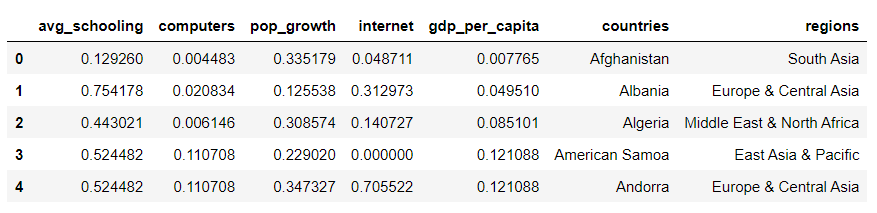 avg_schooling computers pop_growth internet gdp_per_capita countries regions
0 0.129260 0.004483 0.335179 0.048711 0.007765 Afghanistan South Asia
1 0.754178 0.020834 0.125538 0.312973 0.049510 Albania Europe & Central Asia
2 0.443021 0.006146 0.308574 0.140727 0.085101 Algeria Middle East & North Africa
3 0.524482 0.110708 0.229020 0.000000 0.121088 American Samoa East Asia & Pacific
4 0.524482 0.110708 0.347327 0.705522 0.121088 Andorra Europe & Central Asia